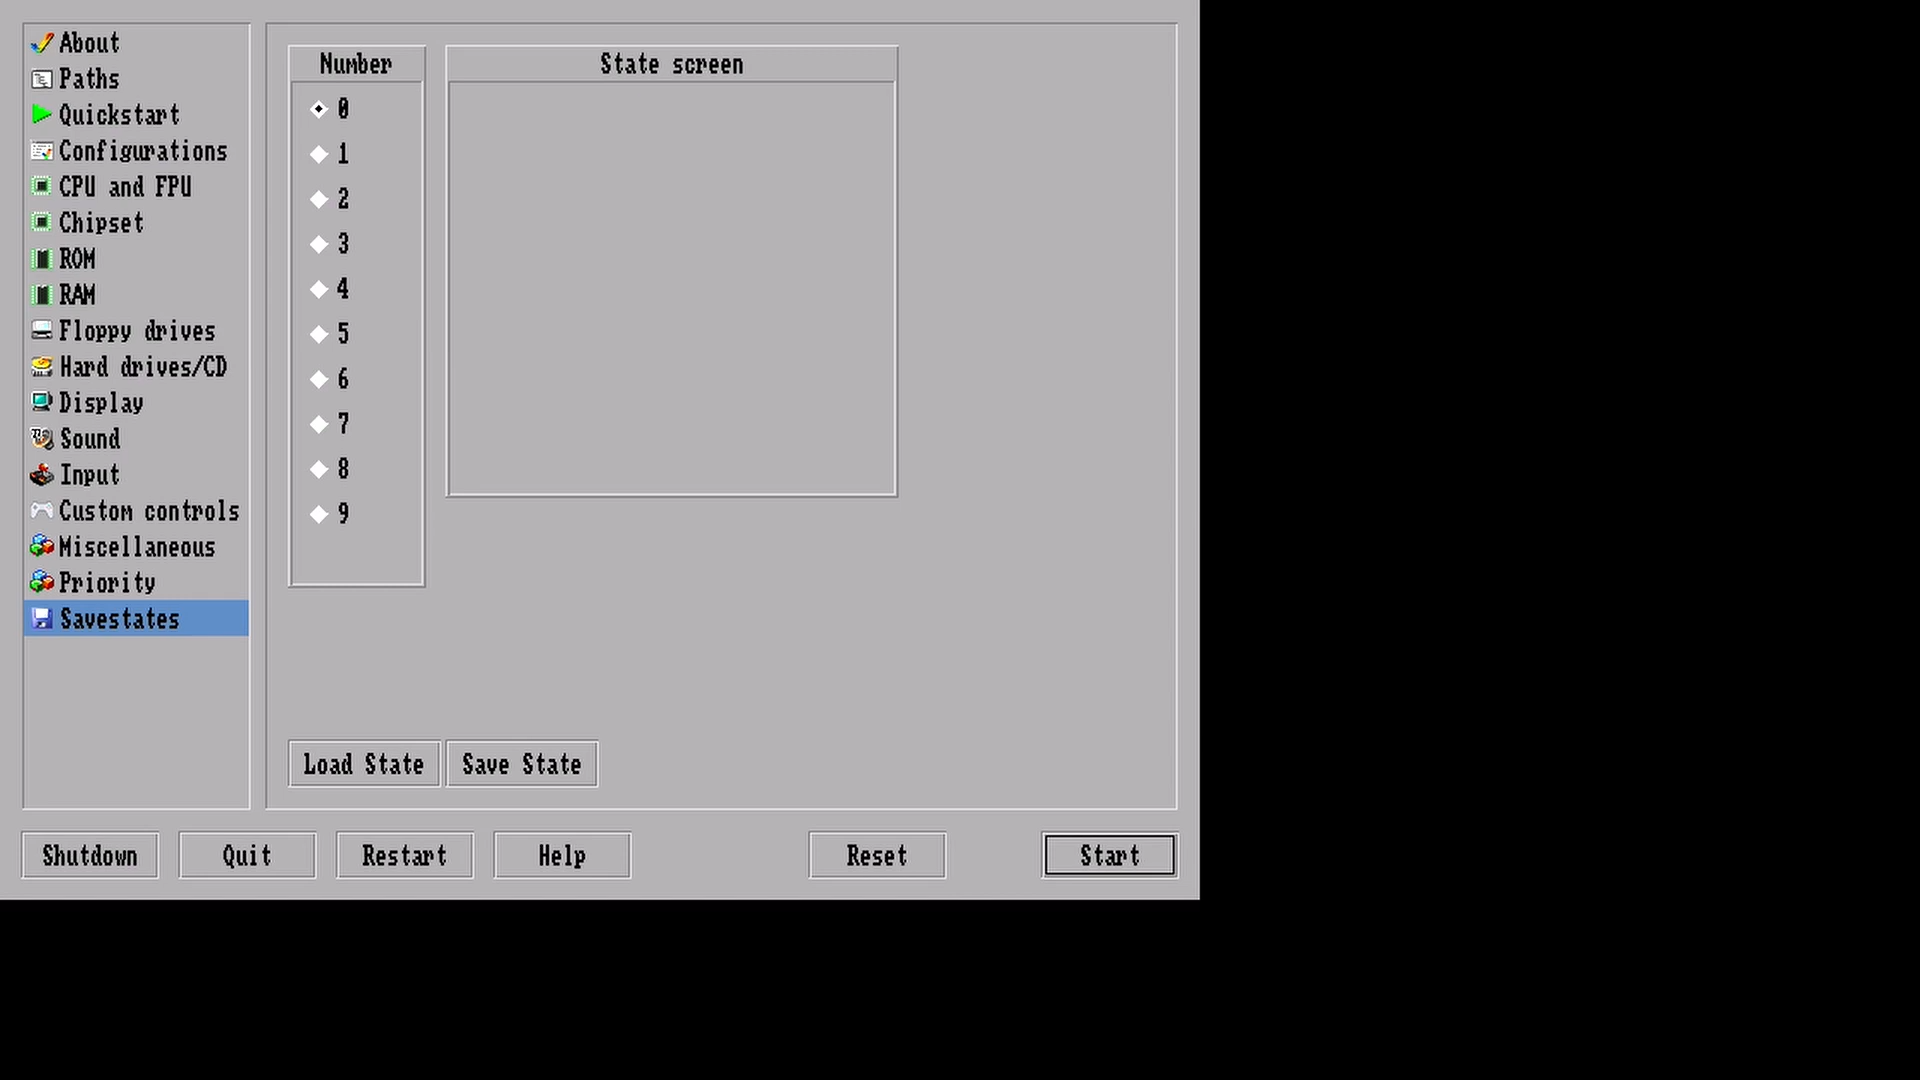 About
Paths
Quickstart
Configurations
CPU and FPU
Chipset
ROM
RAM
Floppy drives
Hard drives/CD
Display
Sound
Input
Custom controls
Miscellaneous
Priority
Savestates
Number
0
1
2
3
4
5
6
7
8
9
State screen
Load State
Save State
Shutdown
Quit
Restart
Help
Reset
Start